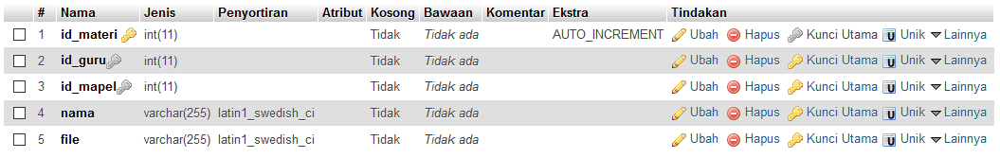 # Nama Jenis Penyortiran Atribut Kosong Bawaan Komentar Ekstra Tindakan
1 id_materi int(11) Tidak Tidak ada AUTO_INCREMENT Ubah Hapus Kunci Utama Unik Lainnya
2 id_guru int(11) Tidak Tidak ada Ubah Hapus Kunci Utama Unik Lainnya
3 id_mapel int(11) Tidak Tidak ada Ubah Hapus Kunci Utama Unik Lainnya
4 nama varchar(255) latin1_swedish_ci Tidak Tidak ada Ubah Hapus Kunci Utama Unik Lainnya
5 file varchar(255) latin1_swedish_ci Tidak Tidak ada Ubah Hapus Kunci Utama Unik Lainnya